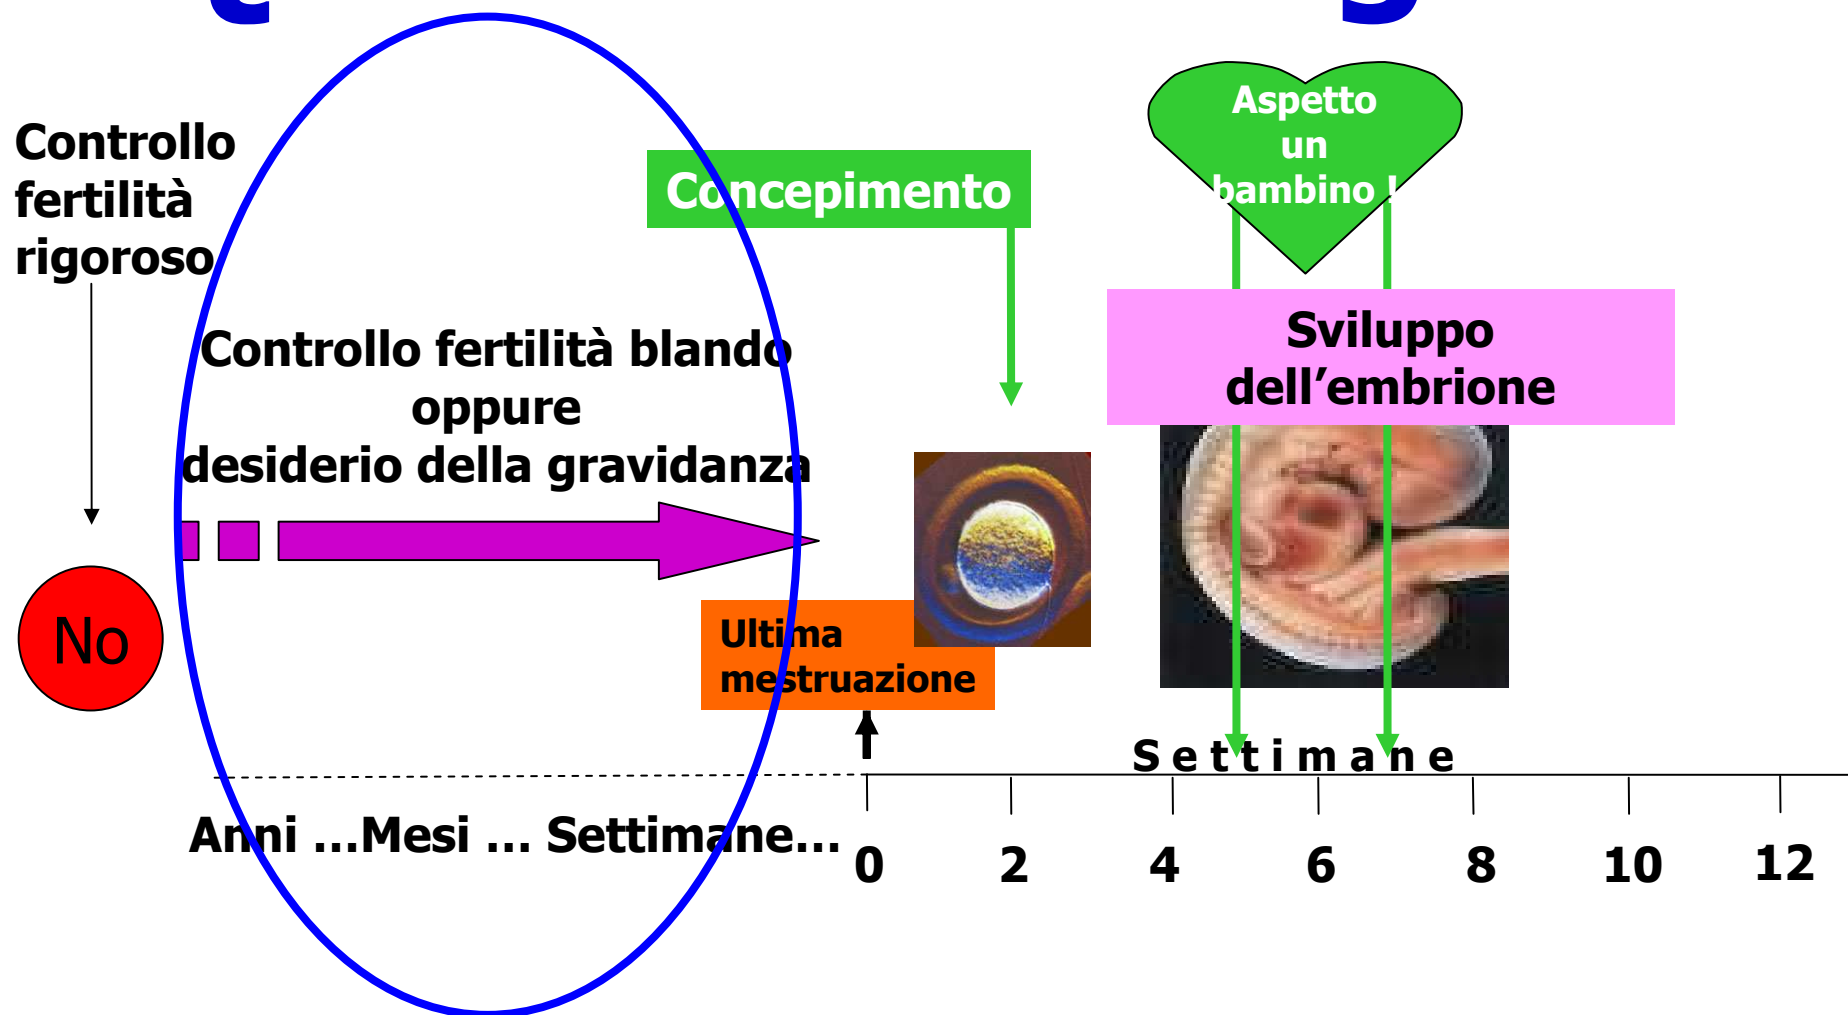 Controllo
fertilità
rigoroso
No
Controllo fertilità blando
oppure
desiderio della gravidanza
Concepimento
Aspetto
un
bambino !
Sviluppo
dell’embrione
Ultima
mestruazione
Settimane
Anni ...Mesi ... Settimane...
0 2 4 6 8 10 12